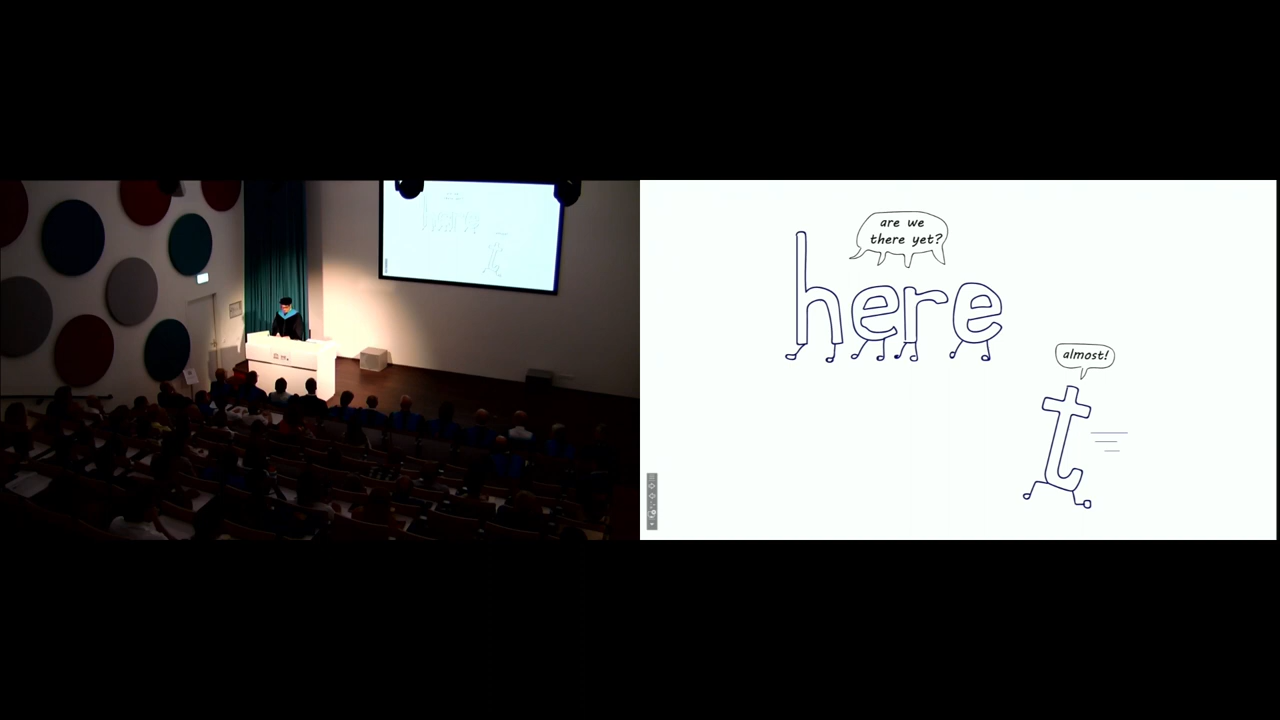 are we
there yet?
here
almost!
t